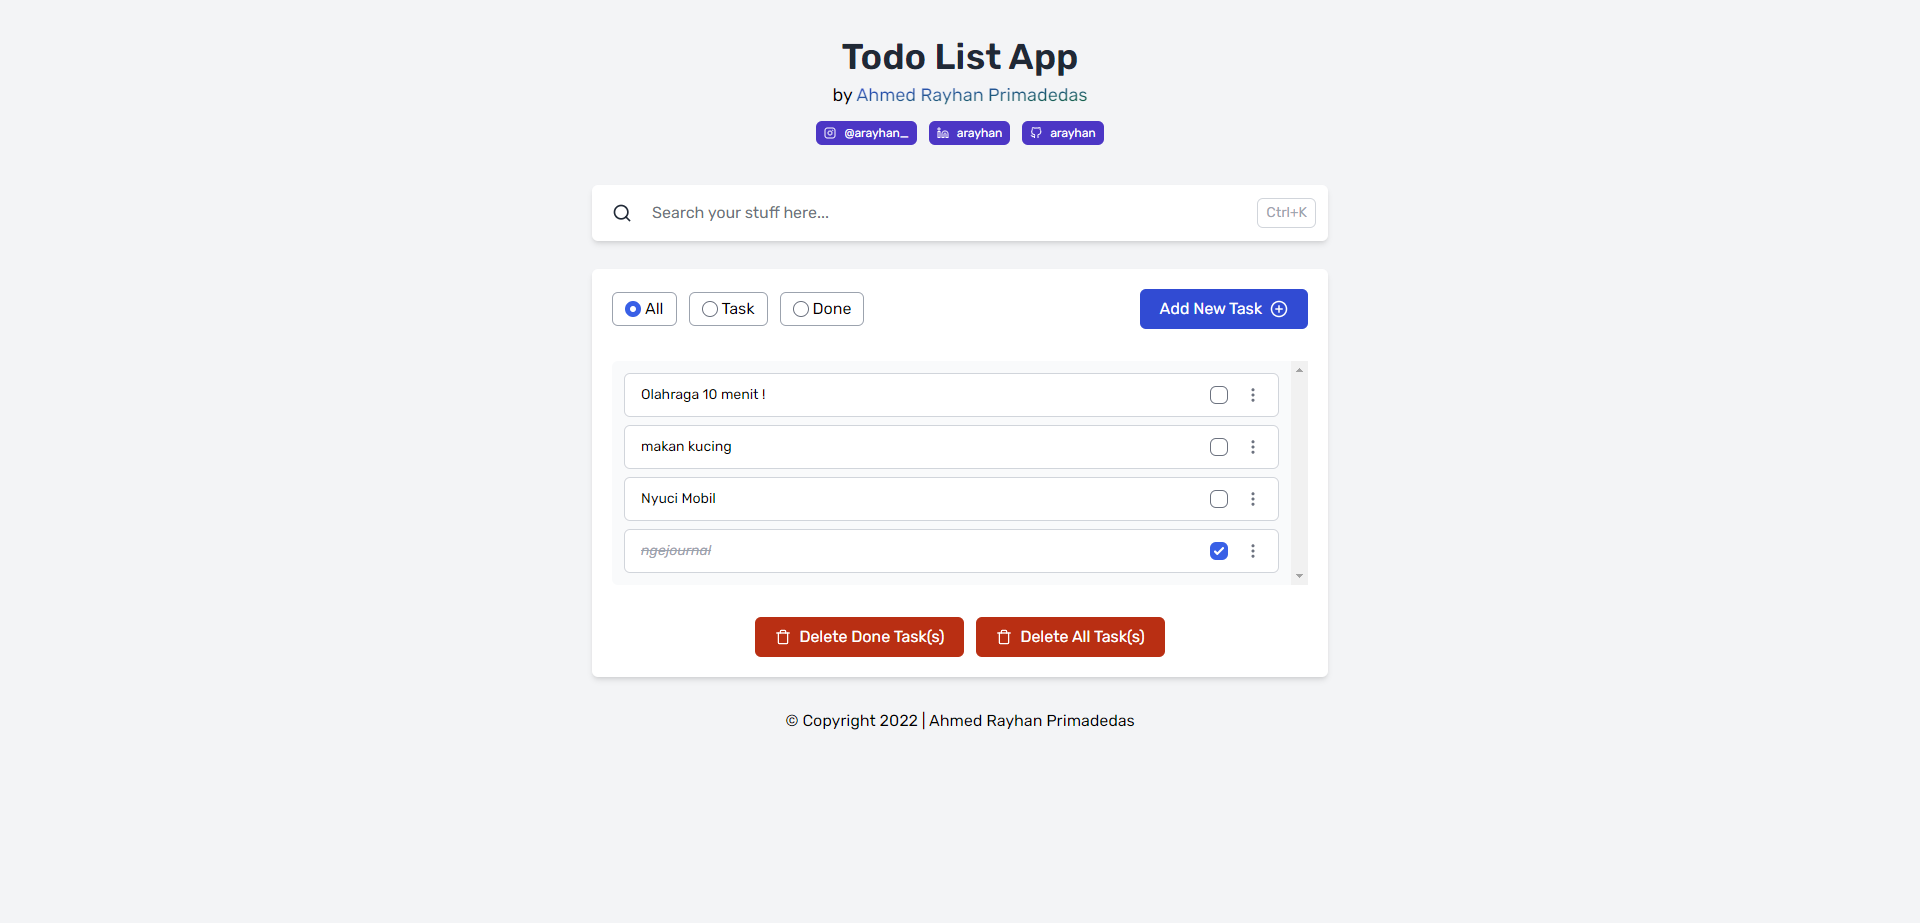 Todo List App
by Ahmed Rayhan Primadedas
@arayhan_ arayhan arayhan
Search your stuff here... Ctrl+K
All Task Done Add New Task
Olahraga 10 menit !
makan kucing
Nyuci Mobil
ngejournal
Delete Done Task(s) Delete All Task(s)
© Copyright 2022 | Ahmed Rayhan Primadedas